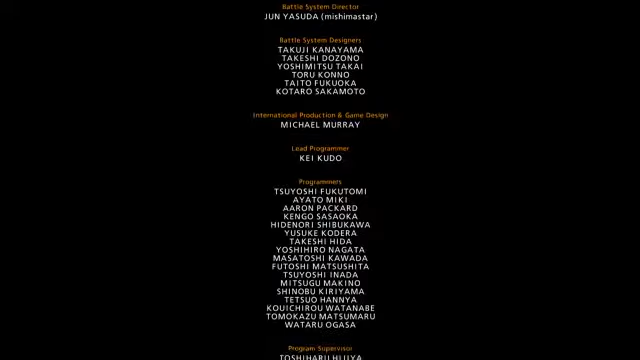 Battle System Director
JUN YASUDA (mishimastar)
Battle System Designers
TAKUJI KANAYAMA
TAKESHI DOZONO
YOSHIMITSU TAKAI
TORU KONNO
TAITO FUKUOKA
KOTARO SAKAMOTO
International Production & Game Design
MICHAEL MURRAY
Lead Programmer
KEI KUDO
Programmers
TSUYOSHI FUKUTOMI
AYATO MIKI
AARON PACKARD
KENGO SASAOKA
HIDENORI SHIBUKAWA
YUSUKE KODERA
TAKESHI HIDA
YOSHIHIRO NAGATA
MASATOSHI KAWADA
FUTOSHI MATSUSHITA
TSUYOSHI INADA
MITSUGU MAKINO
SHINOBU KIRIYAMA
TETSUO HANNYA
KOUICHIROU WATANABE
TOMOKAZU MATSUMARU
WATARU OGASA
Program Supervisor
TOSHIHARU HIJIYA